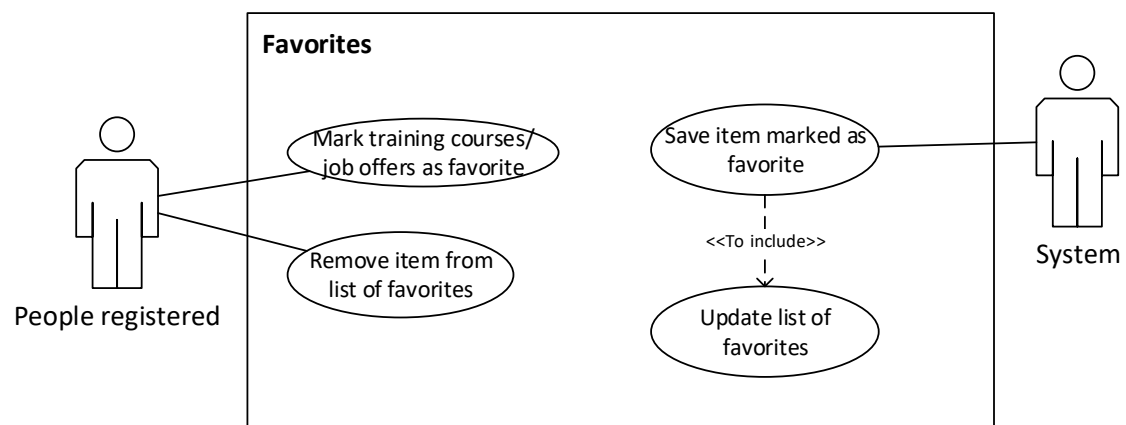 Favorites
Mark training courses/
job offers as favorite
Save item marked as
favorite
<<To include>>
Remove item from
list of favorites
Update list of
favorites
People registered
System